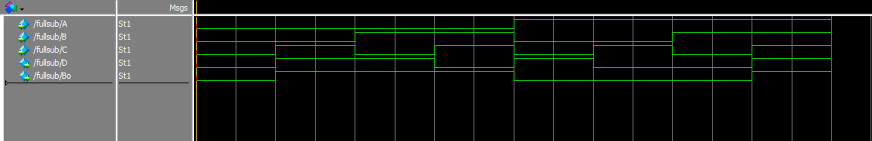 Msgs
/fullsub/A St1
/fullsub/B St1
/fullsub/C St1
/fullsub/D St1
/fullsub/Bo St1